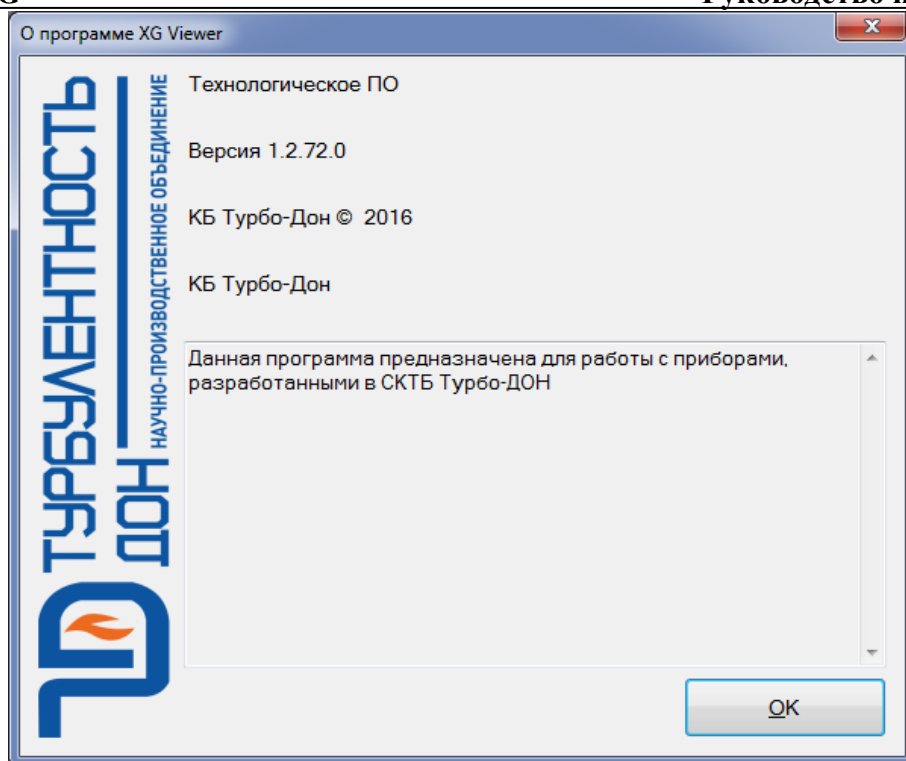 О программе XG Viewer
ТУРБУЛЕНТНОСТЬ
ДОН
НАУЧНО-ПРОИЗВОДСТВЕННОЕ ОБЪЕДИНЕНИЕ
Технологическое ПО
Версия 1.2.72.0
КБ Турбо-Дон © 2016
КБ Турбо-Дон
Данная программа предназначена для работы с приборами,
разработанными в СКТБ Турбо-ДОН
OK